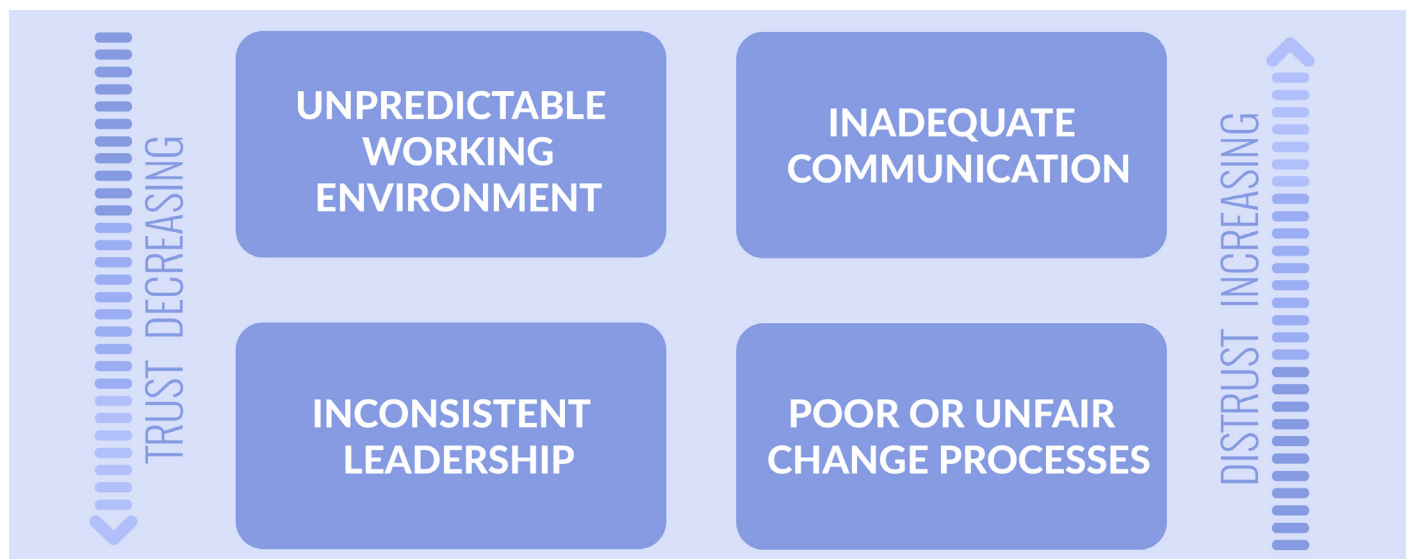 TRUST DECREASING
UNPREDICTABLE
WORKING
ENVIRONMENT
INADEQUATE
COMMUNICATION
INCONSISTENT
LEADERSHIP
POOR OR UNFAIR
CHANGE PROCESSES
DISTRUST INCREASING